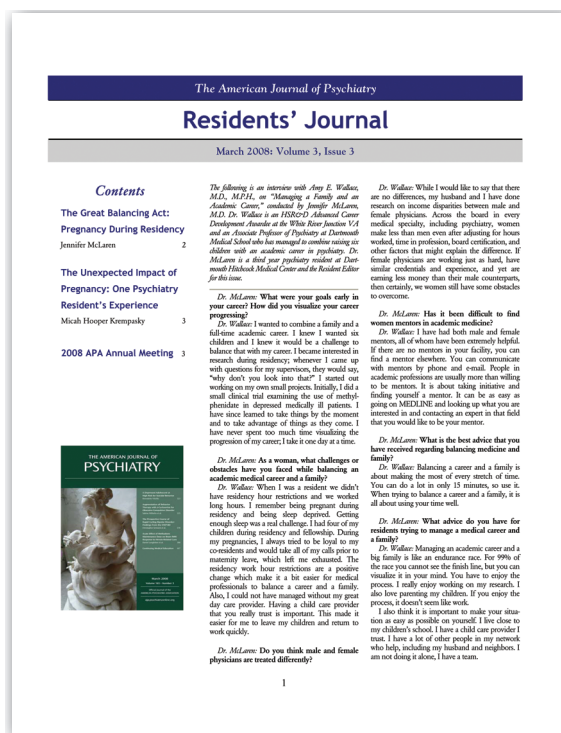 The American Journal of Psychiatry
Residents' Journal
March 2008: Volume 3, Issue 3
Contents
The Great Balancing Act:
Pregnancy During Residency
Jennifer McLaren 2
The Unexpected Impact of
Pregnancy: One Psychiatry
Resident's Experience
Micah Hooper Krempasky 3
2008 APA Annual Meeting 3
THE AMERICAN JOURNAL OF
PSYCHIATRY
The following is an interview with Amy E. Wallace,
M.D., M.P.H., on "Managing a Family and an
Academic Career," conducted by Jennifer McLaren,
M.D. Dr. Wallace is an HSR&D Advanced Career
Development Awardee at the White River Junction VA
and an Associate Professor of Psychiatry at Dartmouth
Medical School who has managed to combine raising six
children with an academic career in psychiatry. Dr.
McLaren is a third year psychiatry resident at Dart-
mouth Hitchcock Medical Center and the Resident Editor
for this issue.
Dr. McLaren: What were your goals early in
your career? How did you visualize your career
progressing?
Dr. Wallace: I wanted to combine a family and a
full-time academic career. I knew I wanted six
children and I knew it would be a challenge to
balance that with my career. I became interested in
research during residency; whenever I came up
with questions for my supervisors, they would say,
"why don't you look into that?" I started out
working on my own small projects. Initially, I did a
small clinical trial examining the use of methyl-
phenidate in depressed medically ill patients. I
have since learned to take things by the moment
and to take advantage of things as they come. I
have never spent too much time visualizing the
progression of my career; I take it one day at a time.
Dr. McLaren: As a woman, what challenges or
obstacles have you faced while balancing an
academic medical career and a family?
Dr. Wallace: When I was a resident we didn't
have residency hour restrictions and we worked
long hours. I remember being pregnant during
residency and being sleep deprived. Getting
enough sleep was a real challenge. I had four of my
children during residency and fellowship. During
my pregnancies, I always tried to be loyal to my
co-residents and would take all of my calls prior to
maternity leave, which left me exhausted. The
residency work hour restrictions are a positive
change which make it a bit easier for medical
professionals to balance a career and a family.
Also, I could not have managed without my great
day care provider. Having a child care provider
that you really trust is important. This made it
easier for me to leave my children and return to
work quickly.
Dr. McLaren: Do you think male and female
physicians are treated differently?
Dr. Wallace: While I would like to say that there
are no differences, my husband and I have done
research on income disparities between male and
female physicians. Across the board in every
medical specialty, including psychiatry, women
make less than men even after adjusting for hours
worked, time in profession, board certification, and
other factors that might explain the difference. If
female physicians are working just as hard, have
similar credentials and experience, and yet are
earning less money than their male counterparts,
then certainly, we women still have some obstacles
to overcome.
Dr. McLaren: Has it been difficult to find
women mentors in academic medicine?
Dr. Wallace: I have had both male and female
mentors, all of whom have been extremely helpful.
If there are no mentors in your facility, you can
find a mentor elsewhere. You can communicate
with mentors by phone and e-mail. People in
academic professions are usually more than willing
to be mentors. It is about taking initiative and
finding yourself a mentor. It can be as easy as
going on MEDLINE and looking up what you are
interested in and contacting an expert in that field
that you would like to be your mentor.
Dr. McLaren: What is the best advice that you
have received regarding balancing medicine and
family?
Dr. Wallace: Balancing a career and a family is
about making the most of every stretch of time.
You can do a lot in only 15 minutes, so use it.
When trying to balance a career and a family, it is
all about using your time well.
Dr. McLaren: What advice do you have for
residents trying to manage a medical career and
a family?
Dr. Wallace: Managing an academic career and a
big family is like an endurance race. For 99% of
the race you cannot see the finish line, but you can
visualize it in your mind. You have to enjoy the
process. I really enjoy working on my research. I
also love parenting my children. If you enjoy the
process, it doesn't seem like work.
I also think it is important to make your situa-
tion as easy as possible on yourself. I live close to
my children's school. I have a child care provider I
trust. I have a lot of other people in my network
who help, including my husband and neighbors. I
am not doing it alone, I have a team.
1